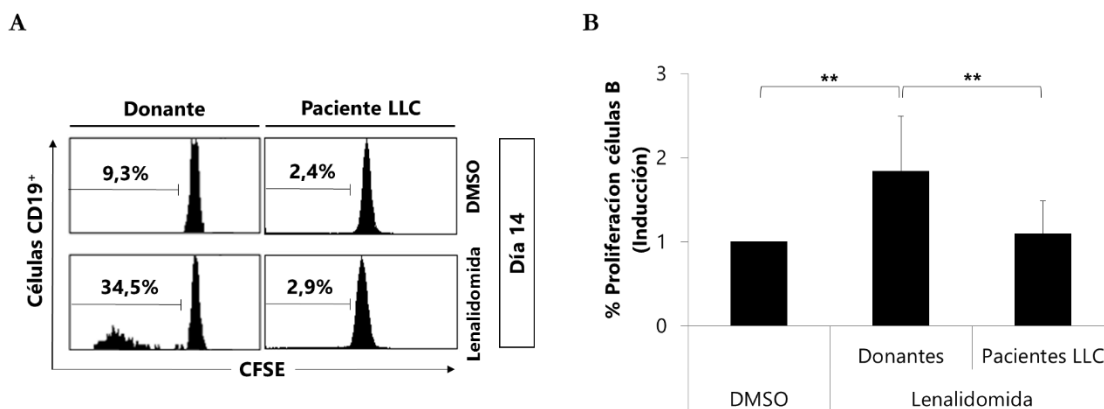 A
Donante
Paciente LLC
9,3%
2,4%
DMSO
34,5%
2,9%
Lenalidomida
Día 14
Células CD19⁺
CFSE
B
% Proliferacíon células B
(Inducción)
3
2
1
0
**
**
Donantes
Pacientes LLC
DMSO
Lenalidomida